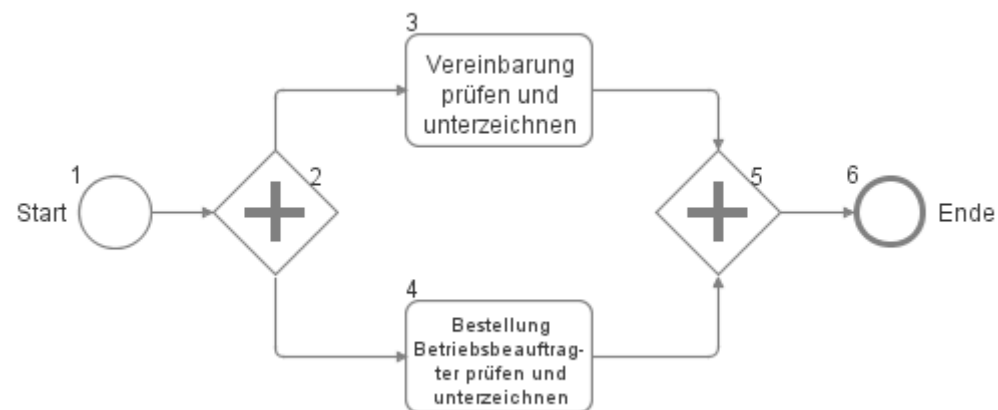 1
Start
2
3
Vereinbarung
prüfen und
unterzeichnen
4
Bestellung
Betriebsbeauftrag-
ter prüfen und
unterzeichnen
5
6
Ende